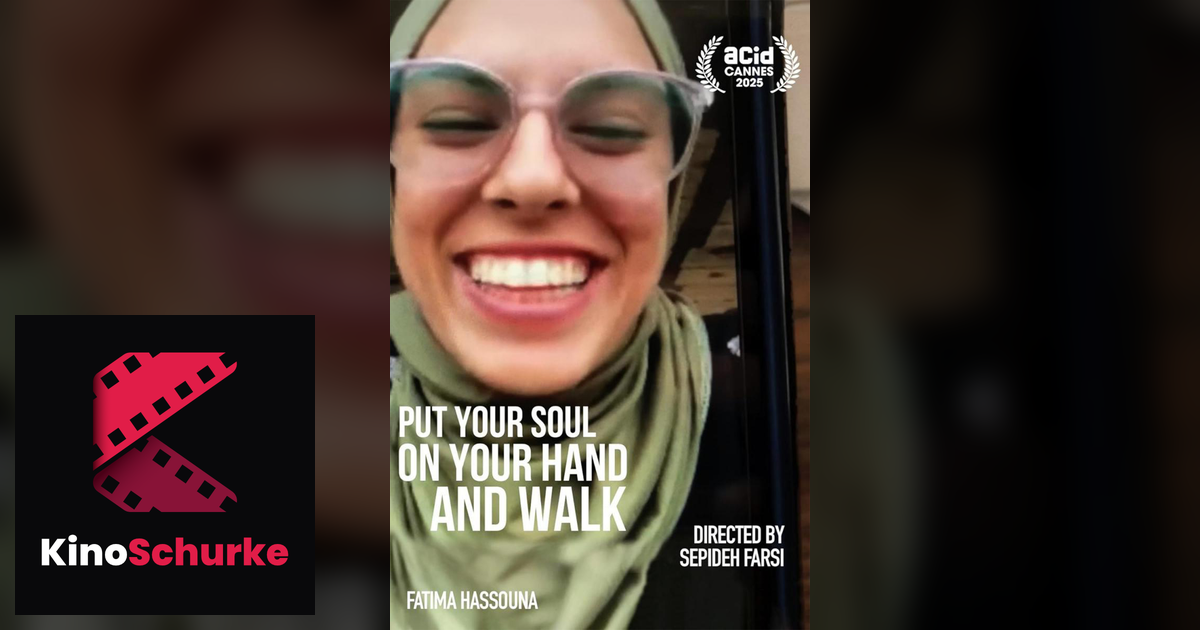 acid
CANNES
2025
PUT YOUR SOUL
ON YOUR HAND
AND WALK
DIRECTED BY
SEPIDEH FARSI
FATIMA HASSOUNA
KinoSchurke